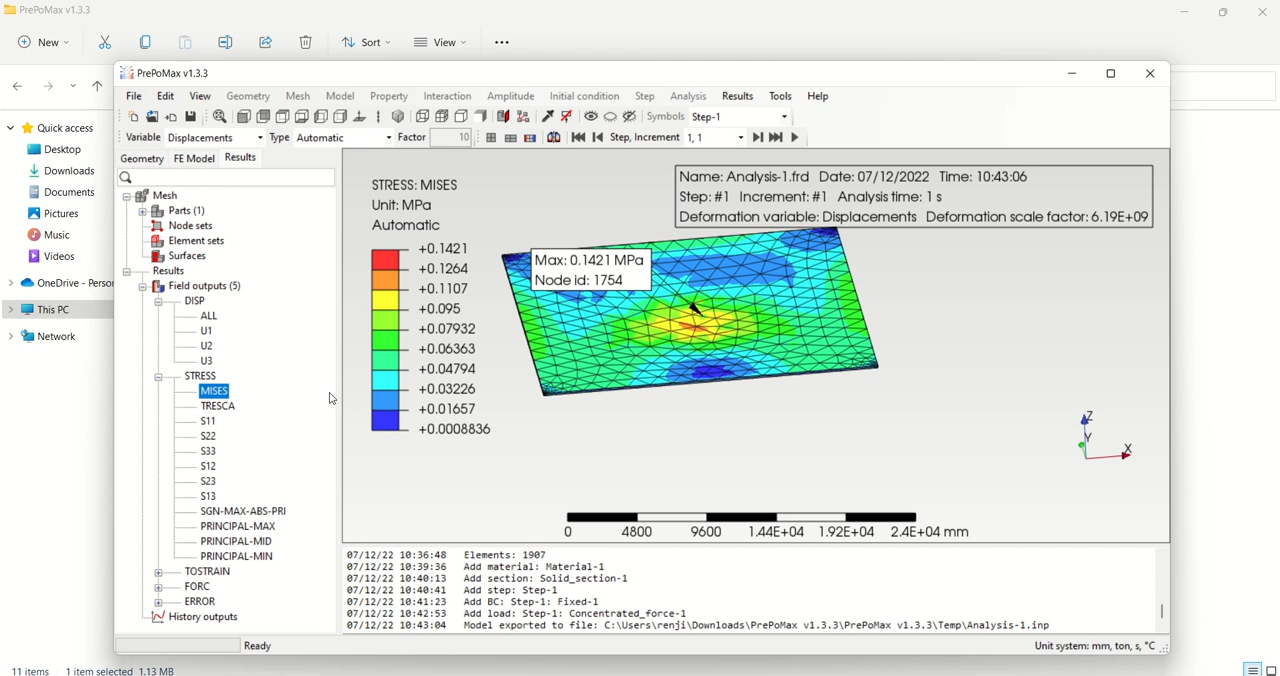 PrePoMax v1.3.3
New
Sort
View
PrePoMax v1.3.3
File Edit View Geometry Mesh Model Property Interaction Amplitude Initial condition Step Analysis Results Tools Help
Symbols Step-1
Variable Displacements Type Automatic Factor 10 Step, Increment 1, 1
Quick access
Desktop
Downloads
Documents
Pictures
Music
Videos
OneDrive - Person
This PC
Network
Geometry FE Model Results
Mesh
Parts (1)
Node sets
Element sets
Surfaces
Results
Field outputs (5)
DISP
ALL
U1
U2
U3
STRESS
MISES
TRESCA
S11
S22
S33
S12
S23
S13
SGN-MAX-ABS-PRI
PRINCIPAL-MAX
PRINCIPAL-MID
PRINCIPAL-MIN
TOSTRAIN
FORC
ERROR
History outputs
STRESS: MISES
Unit: MPa
Automatic
+0.1421
+0.1264
+0.1107
+0.095
+0.07932
+0.06363
+0.04794
+0.03226
+0.01657
+0.0008836
Name: Analysis-1.frd Date: 07/12/2022 Time: 10:43:06
Step: #1 Increment: #1 Analysis time: 1 s
Deformation variable: Displacements Deformation scale factor: 6.19E+09
Max: 0.1421 MPa
Node id: 1754
Z
Y
X
0 4800 9600 1.44E+04 1.92E+04 2.4E+04 mm
07/12/22 10:36:48 Elements: 1907
07/12/22 10:39:36 Add material: Material-1
07/12/22 10:40:13 Add section: Solid_section-1
07/12/22 10:40:41 Add step: Step-1
07/12/22 10:41:23 Add BC: Step-1: Fixed-1
07/12/22 10:42:53 Add load: Step-1: Concentrated_force-1
07/12/22 10:43:04 Model exported to file: C:\Users\renji\Downloads\PrePoMax v1.3.3\PrePoMax v1.3.3\Temp\Analysis-1.inp
Ready
Unit system: mm, ton, s, °C
11 items 1 item selected 1.13 MB